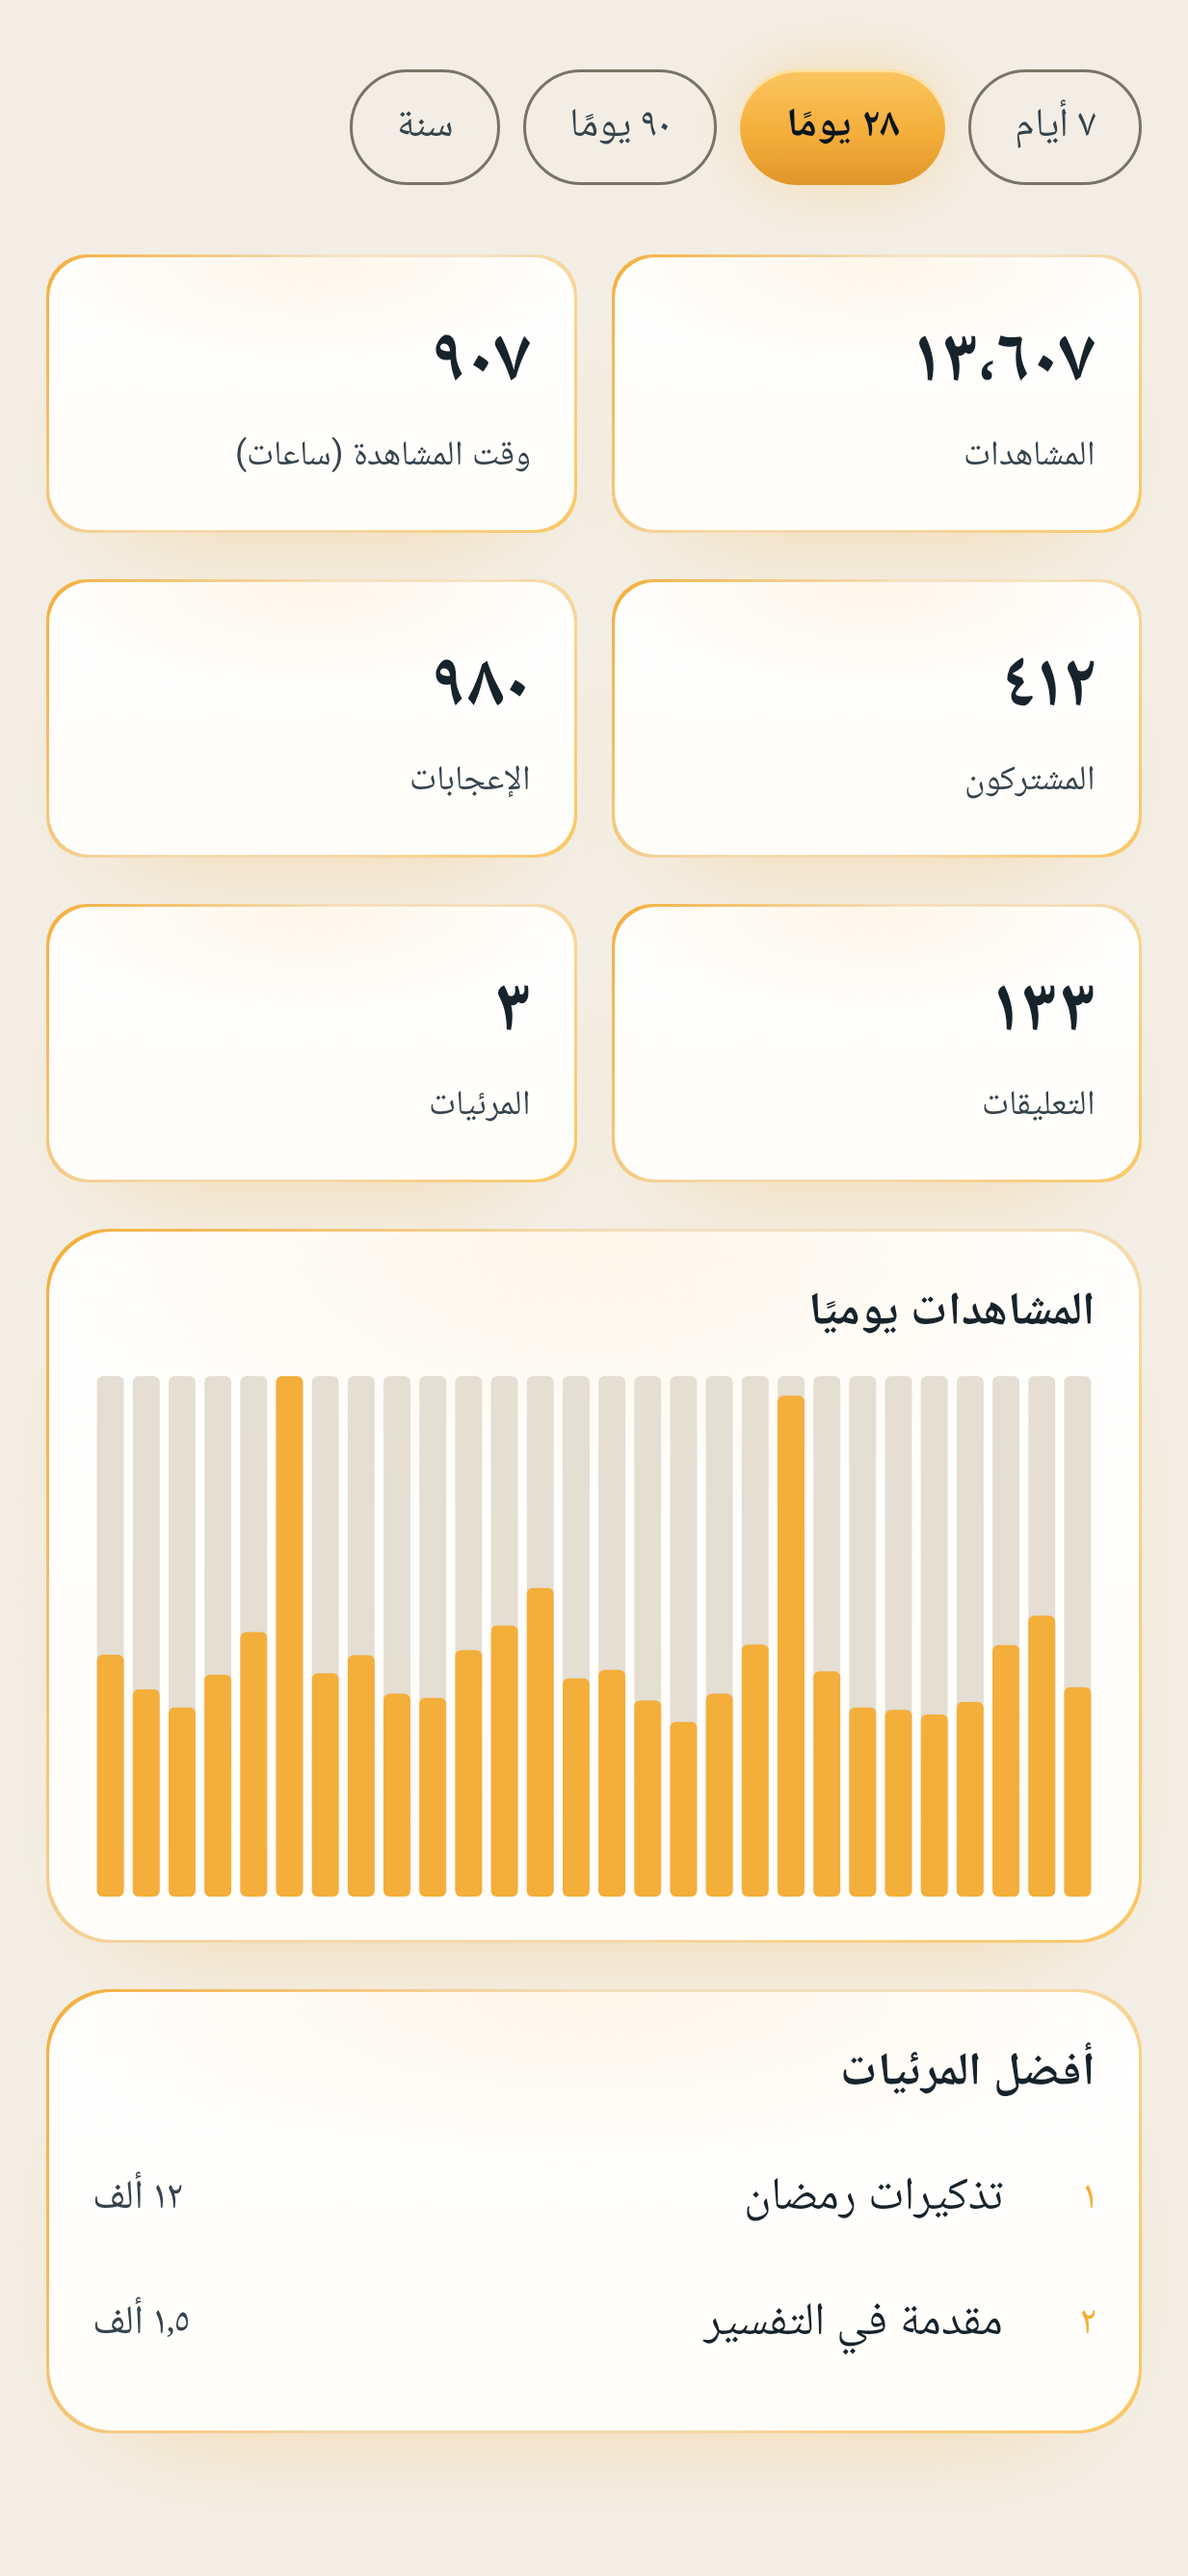 ٧ أيام
٢٨ يومًا
٩٠ يومًا
سنة
١٣،٦٠٧
المشاهدات
٩٠٧
وقت المشاهدة (ساعات)
٤١٢
المشتركون
٩٨٠
الإعجابات
١٣٣
التعليقات
٣
المرئيات
المشاهدات يوميًا
أفضل المرئيات
١ تذكيرات رمضان ١٢ ألف
٢ مقدمة في التفسير ١,٥ ألف